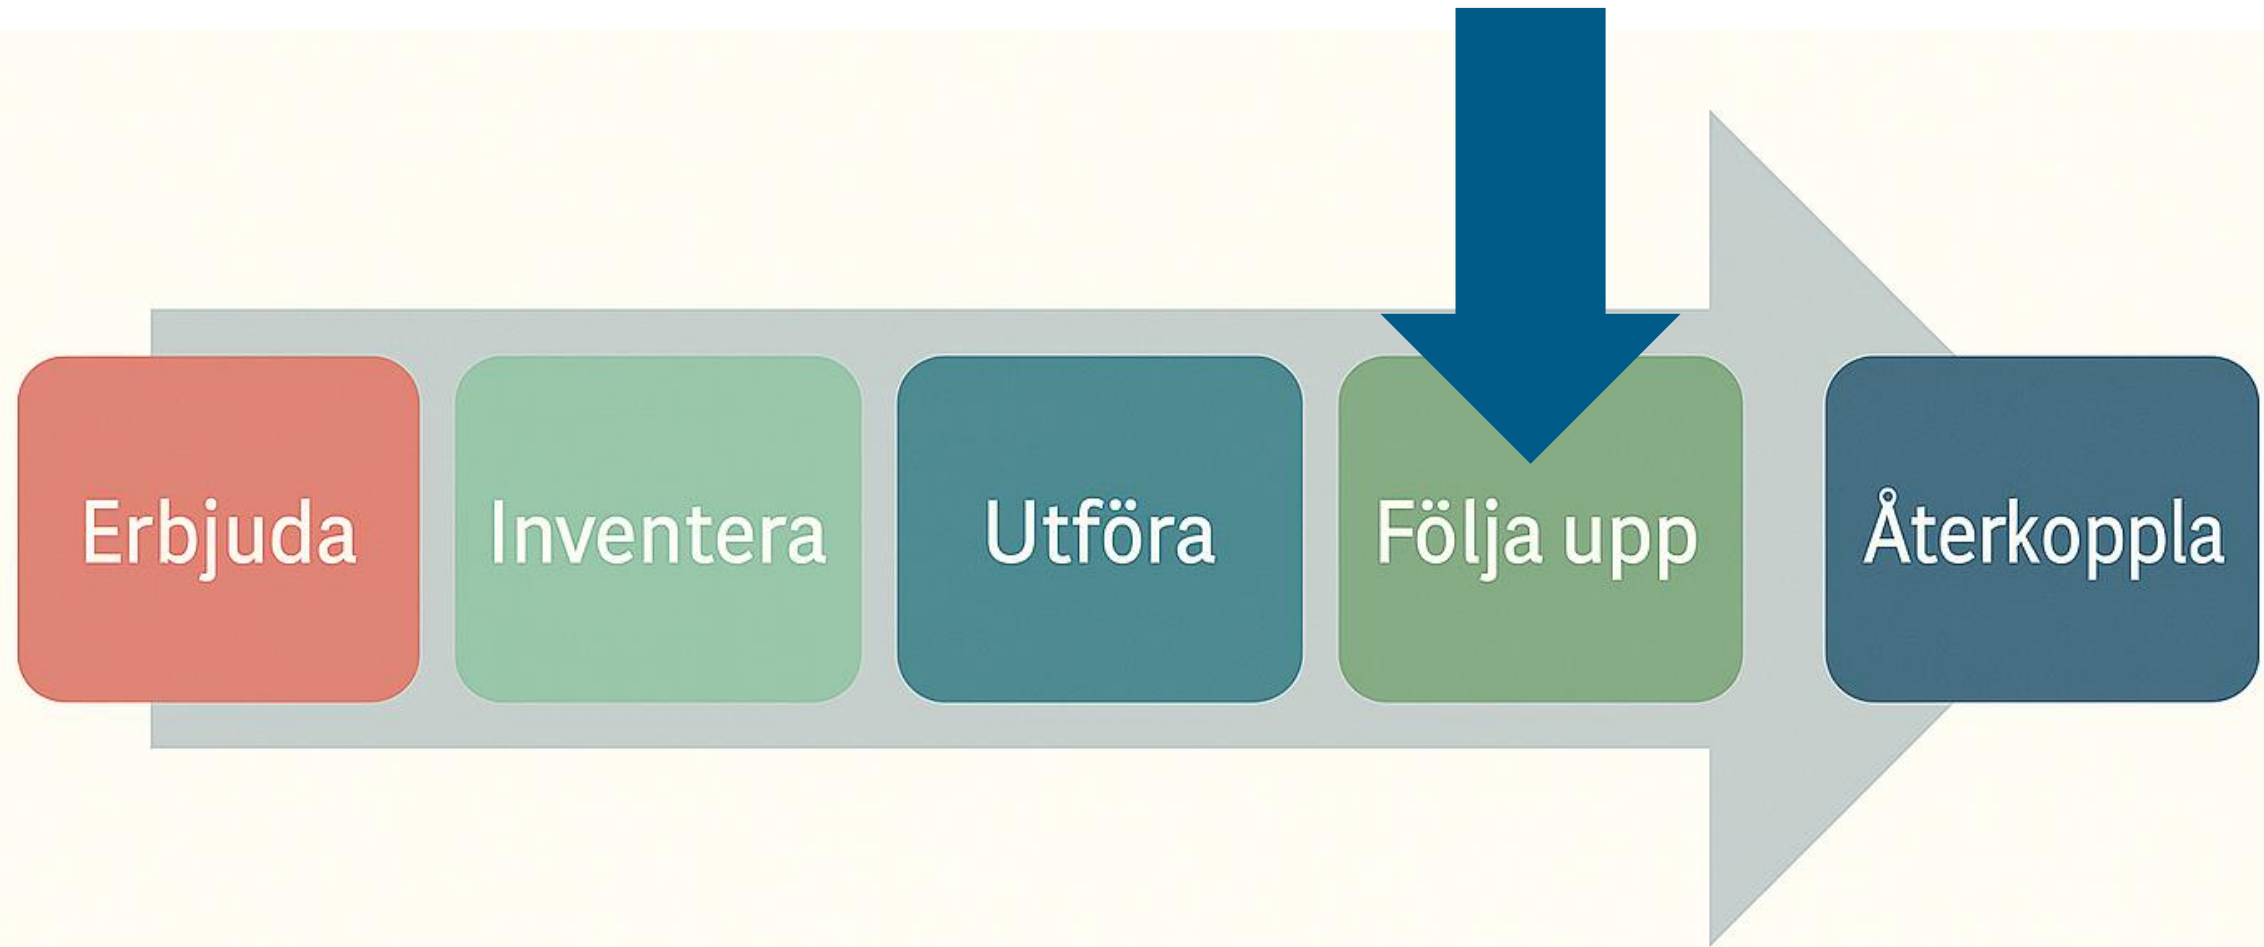 Erbjuda
Inventera
Utföra
Följa upp
Återkoppla